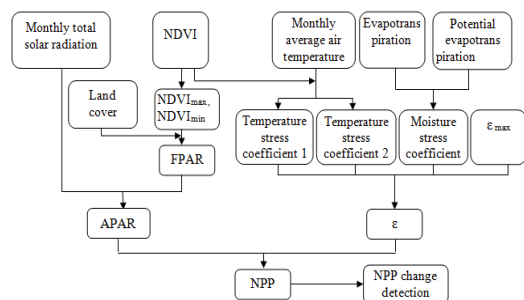 Monthly total
solar radiation
NDVI
Monthly
average air
temperature
Evapotrans
piration
Potential
evapotrans
piration
Land
cover
NDVImax,
NDVImin
Temperature
stress
coefficient 1
Temperature
stress
coefficient 2
Moisture
stress
coefficient
ε max
FPAR
APAR
ε
NPP
NPP change
detection